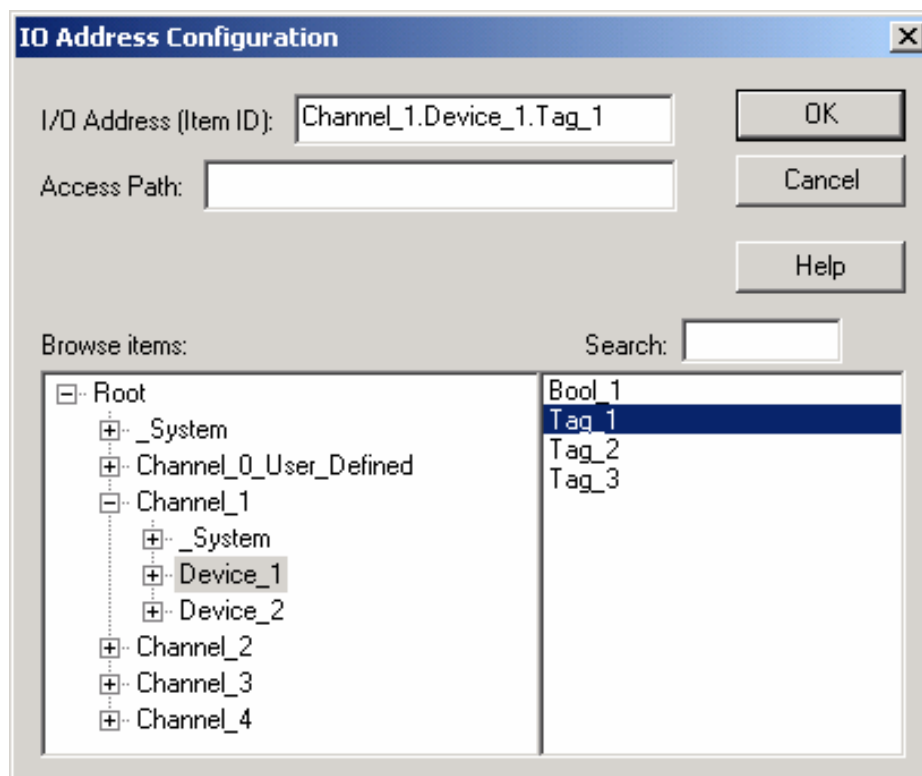 IO Address Configuration
I/O Address (Item ID): Channel_1.Device_1.Tag_1
OK
Access Path:
Cancel
Help
Browse items:
Search:
Root
_System
Channel_0_User_Defined
Channel_1
_System
Device_1
Device_2
Channel_2
Channel_3
Channel_4
Bool_1
Tag_1
Tag_2
Tag_3